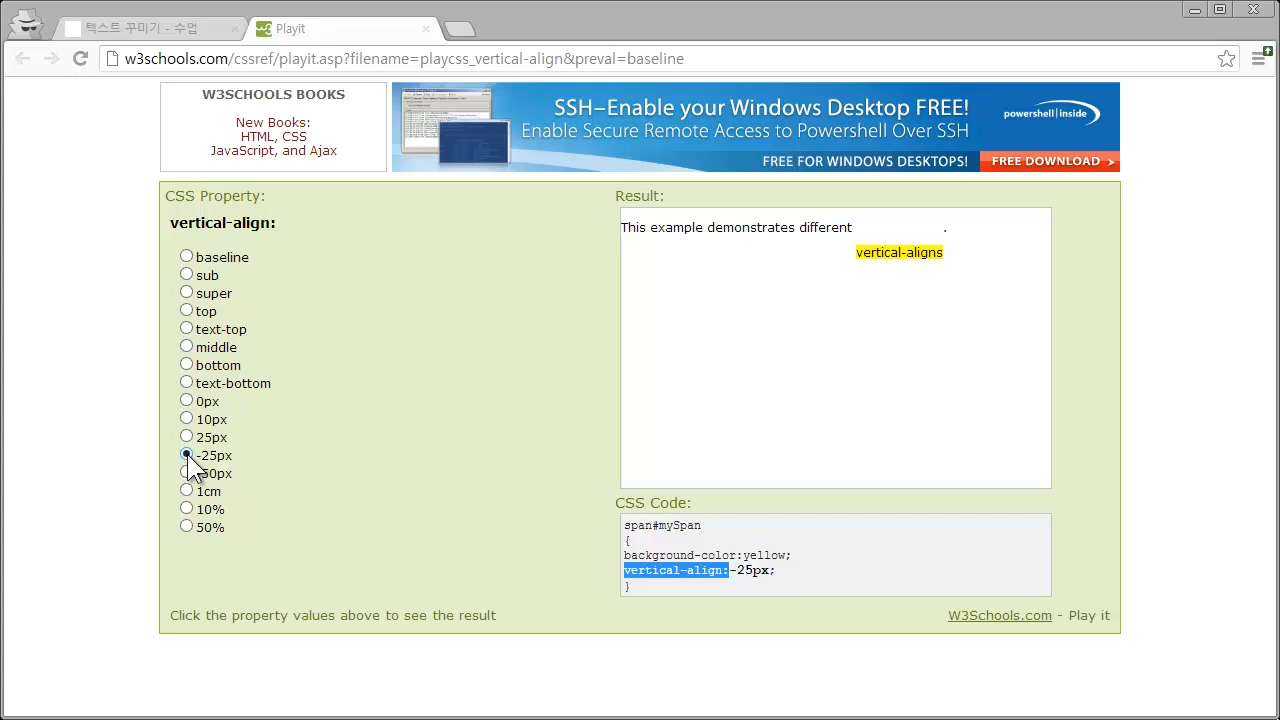 텍스트 꾸미기 - 수업
Playit
w3schools.com/cssref/playit.asp?filename=playcss_vertical-align&preval=baseline
W3SCHOOLS BOOKS
New Books:
HTML, CSS
JavaScript, and Ajax
SSH-Enable your Windows Desktop FREE!
Enable Secure Remote Access to Powershell Over SSH
FREE FOR WINDOWS DESKTOPS!
powershell|inside
FREE DOWNLOAD >
CSS Property:
vertical-align:
baseline
sub
super
top
text-top
middle
bottom
text-bottom
0px
10px
25px
-25px
50px
1cm
10%
50%
Click the property values above to see the result
Result:
This example demonstrates different .
vertical-aligns
CSS Code:
span#mySpan
{
background-color:yellow;
vertical-align:-25px;
}
W3Schools.com - Play it